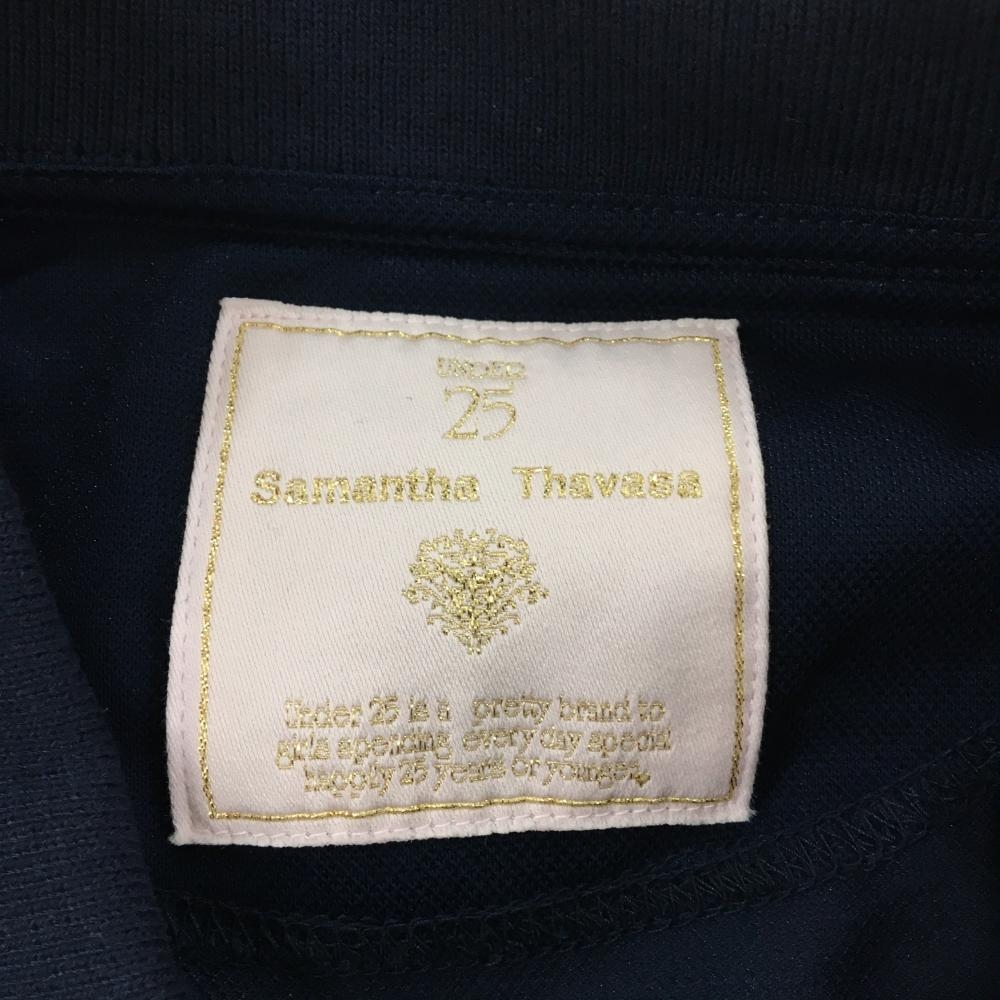 UNDER
25
Samantha Thavasa
Under 25 is a pretty brand to
girls spending every day special
happily 25 years or younger.